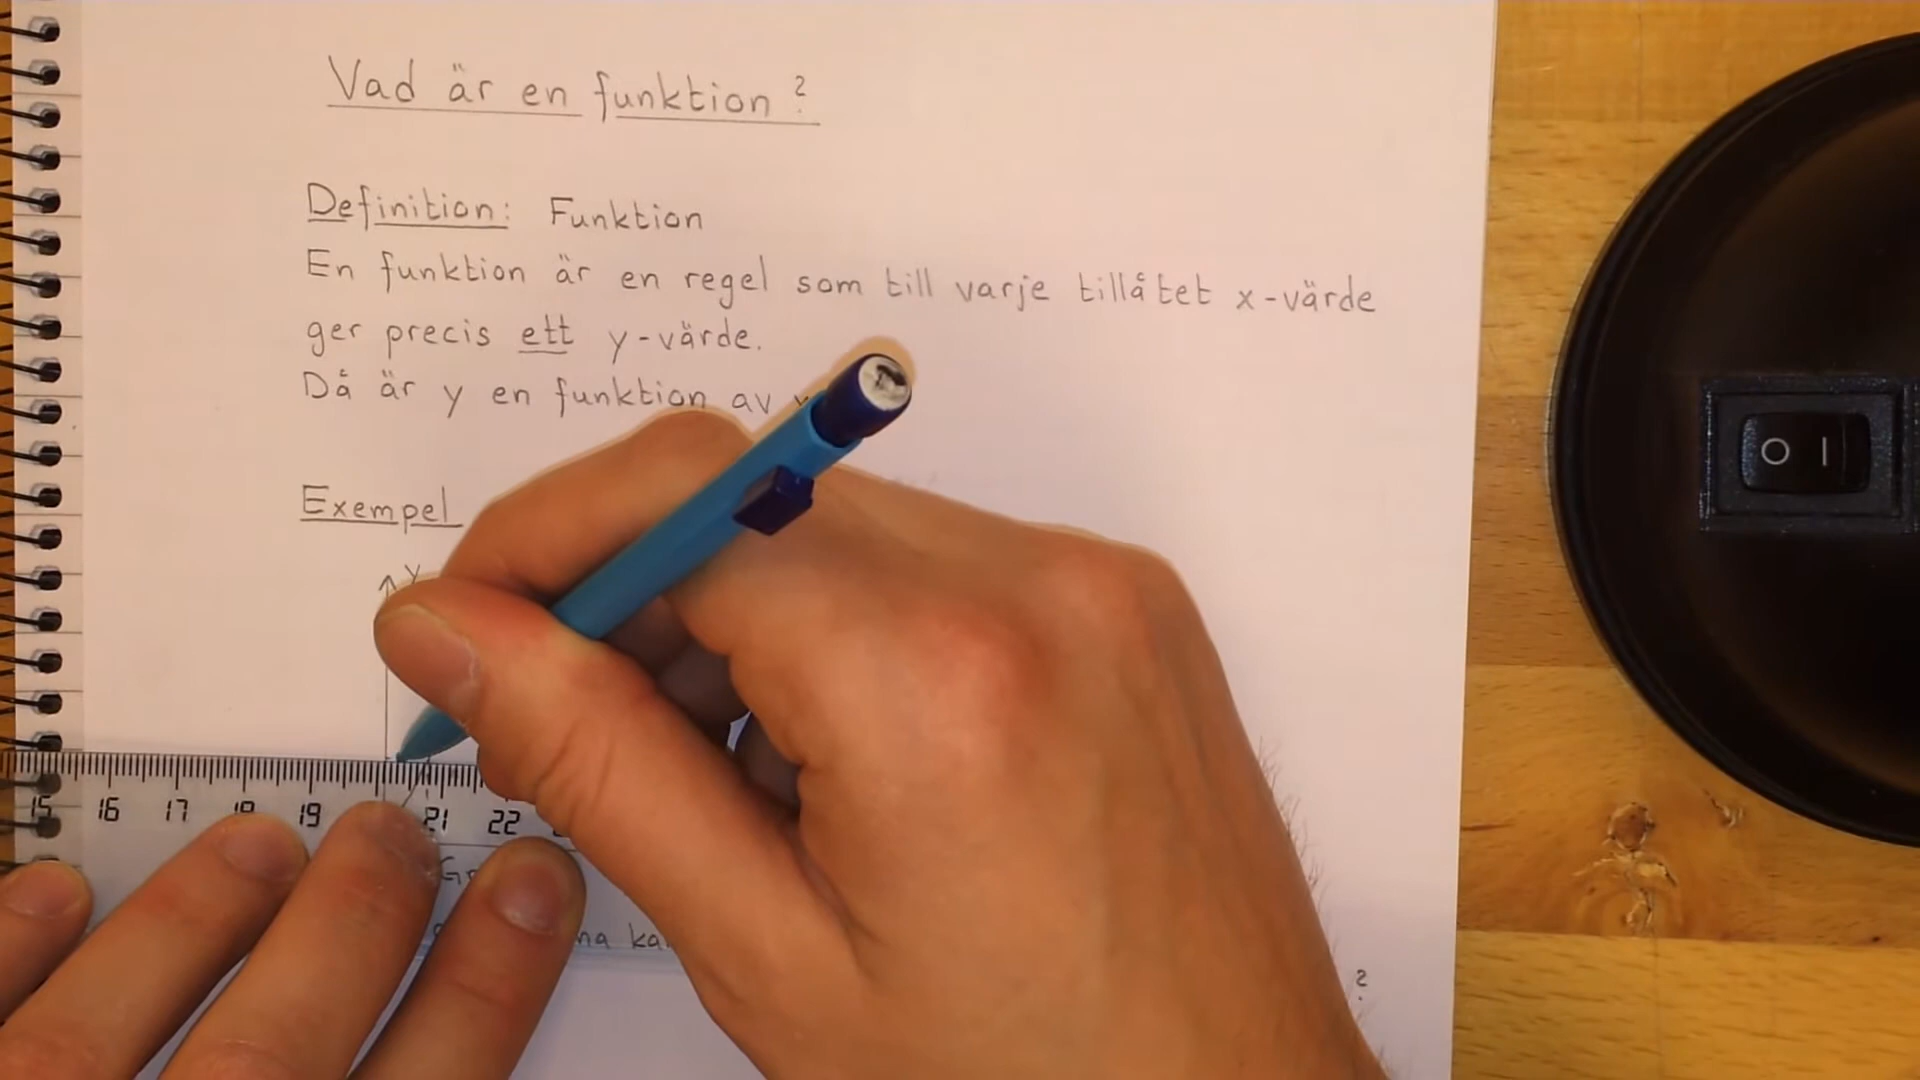 Vad är en funktion?
Definition: Funktion
En funktion är en regel som till varje tillåtet x-värde
ger precis ett y-värde.
Då är y en funktion av
Exempel
y
15 16 17 18 19 21 22
?
O I